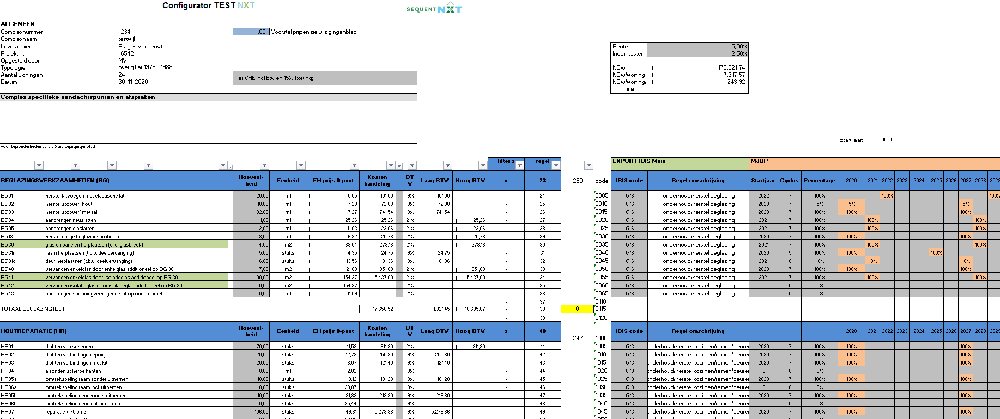 Configurator TEST NXT
SEQUENT NXT
ALGEMEEN
Complexnummer : 1234 1,00 Voorstel prijzen zie wijzigingenblad
Complexnaam : testwijk
Leverancier : Rutges Vernieuwt
Projektnr. : 16542
Opgesteld door : MV
Typologie : overig flat 1976 - 1988
Aantal woningen : 24
Datum : 30-11-2020
Per VHE incl btw en 15% korting;
Rente 5,00%
Index kosten 2,50%
NCW 175.621,74
NCW/woning 7.317,57
NCW/woning/ 243,92
jaar
Complex specifieke aandachtspunten en afspraken
voor bijzonderheden versie 5 zie wijzigingenblad
Start jaar: ###
filter x regel EXPORT IBIS Main MJOP
BEGLAZINGSWERKZAAMHEDEN (BG) Hoeveel-heid Eenheid EH prijs 0-punt Kosten handeling BTW Laag BTW Hoog BTW x 23 260 code IBIS code Regel omschrijving Startjaar Cyclus Percentage 2020 2021 2022 2023 2024 2025 2026 2027 2028 2029
BG01 herstel kitvoegen met elastische kit 20,00 m1 5,05 101,00 9% 101,00 x 24 0005 G16 onderhoud/herstel beglazing 2022 7 100% 100% 100%
BG02 herstel stopverf hout 10,00 m1 7,28 72,80 9% 72,80 x 25 0010 G16 onderhoud/herstel beglazing 2020 7 5% 5% 5%
BG03 herstel stopverf metaal 102,00 m1 7,27 741,54 9% 741,54 x 26 0015 G16 onderhoud/herstel beglazing 2020 7 100% 100% 100%
BG04 aanbrengen neuslatten 1,00 m1 25,26 25,26 21% 25,26 x 27 0020 G16 onderhoud/herstel beglazing 2021 7 100% 100% 100%
BG05 aanbrengen glaslatten 2,00 m1 11,03 22,06 21% 22,06 x 28 0025 G16 onderhoud/herstel beglazing 2021 7 100% 100% 100%
BG13 herstel droge beglazingsprofielen 3,00 m1 6,92 20,76 21% 20,76 x 29 0030 G16 onderhoud/herstel beglazing 2020 7 100% 100% 100%
BG30 glas en panelen herplaatsen (excl.glasbreuk) 4,00 m2 69,54 278,16 21% 278,16 x 30 0035 G16 onderhoud/herstel beglazing 2021 7 100% 100% 100%
BG31r raam herplaatsen (t.b.v. deelvervanging) 5,00 stuks 4,95 24,75 9% 24,75 x 31 0040 G16 onderhoud/herstel beglazing 2020 5 100% 100% 100%
BG31d deur herplaatsen (t.b.v. deelvervanging) 6,00 stuks 13,56 81,36 9% 81,36 x 32 0045 G16 onderhoud/herstel beglazing 2021 6 10% 10% 10%
BG40 vervangen enkelglas door enkelglas additioneel op BG 30 7,00 m2 121,69 851,83 21% 851,83 x 33 0050 G16 onderhoud/herstel beglazing 2020 7 100% 100% 100%
BG41 vervangen enkelglas door isolatieglas additioneel op BG 30 100,00 m2 154,37 15.437,00 21% 15.437,00 x 34 0055 G16 onderhoud/herstel beglazing 2021 7 100% 100% 100%
BG42 vervangen isolatieglas door isolatieglas additioneel op BG 30 0,00 m2 154,37 21% x 35 0060 G16 onderhoud/herstel beglazing 0 0 0%
BG43 aanbrengen sponningverhogende lat op onderdorpel 0,00 m1 11,59 21% x 36 0065 G16 onderhoud/herstel beglazing 0 0 0%
x 37 0110
TOTAAL BEGLAZING (BG) 17.656,52 1.021,45 16.635,07 x 38 0 0115
x 39 0120
HOUTREPARATIE (HR) Hoeveel-heid Eenheid EH prijs 0-punt Kosten handeling BTW Laag BTW Hoog BTW x 40 247 1000 IBIS code Regel omschrijving 2020 2021 2022 2023 2024 2025 2026 2027 2028 2029
HR01 dichten van scheuren 70,00 stuks 11,59 811,30 21% 811,30 x 41 1005 G13 onderhoud/herstel kozijnen/ramen/deuren 2020 7 100% 100% 100%
HR02 dichten verbindingen epoxy 20,00 stuks 12,79 255,80 9% 255,80 x 42 1010 G13 onderhoud/herstel kozijnen/ramen/deuren 2020 7 100% 100% 100%
HR03 dichten verbindingen met kit 20,00 stuks 6,07 121,40 9% 121,40 x 43 1015 G13 onderhoud/herstel kozijnen/ramen/deuren 2020 7 100% 100% 100%
HR04 afronden scherpe kanten 0,00 m1 2,02 9% x 44 1020 G13 onderhoud/herstel kozijnen/ramen/deuren 0 0 0%
HR05a omtrekspeling raam zonder uitnemen 10,00 stuks 18,12 181,20 9% 181,20 x 45 1025 G13 onderhoud/herstel kozijnen/ramen/deuren 2020 7 100% 100% 100%
HR06a omtrekspeling raam incl. uitnemen 0,00 stuks 23,07 9% x 46 1030 G13 onderhoud/herstel kozijnen/ramen/deuren 0 0 0%
HR05b omtrekspeling deur zonder uitnemen 10,00 stuks 21,88 218,80 9% 218,80 x 47 1035 G13 onderhoud/herstel kozijnen/ramen/deuren 2020 7 100% 100% 100%
HR06b omtrekspeling deur incl. uitnemen 0,00 stuks 35,44 9% x 48 1040 G13 onderhoud/herstel kozijnen/ramen/deuren 0 0 0%
HR07 reparatie < 75 cm3 106,00 stuks 49,81 5.279,86 9% 5.279,86 x 49 1045 G13 onderhoud/herstel kozijnen/ramen/deuren 2020 7 100% 100% 100%